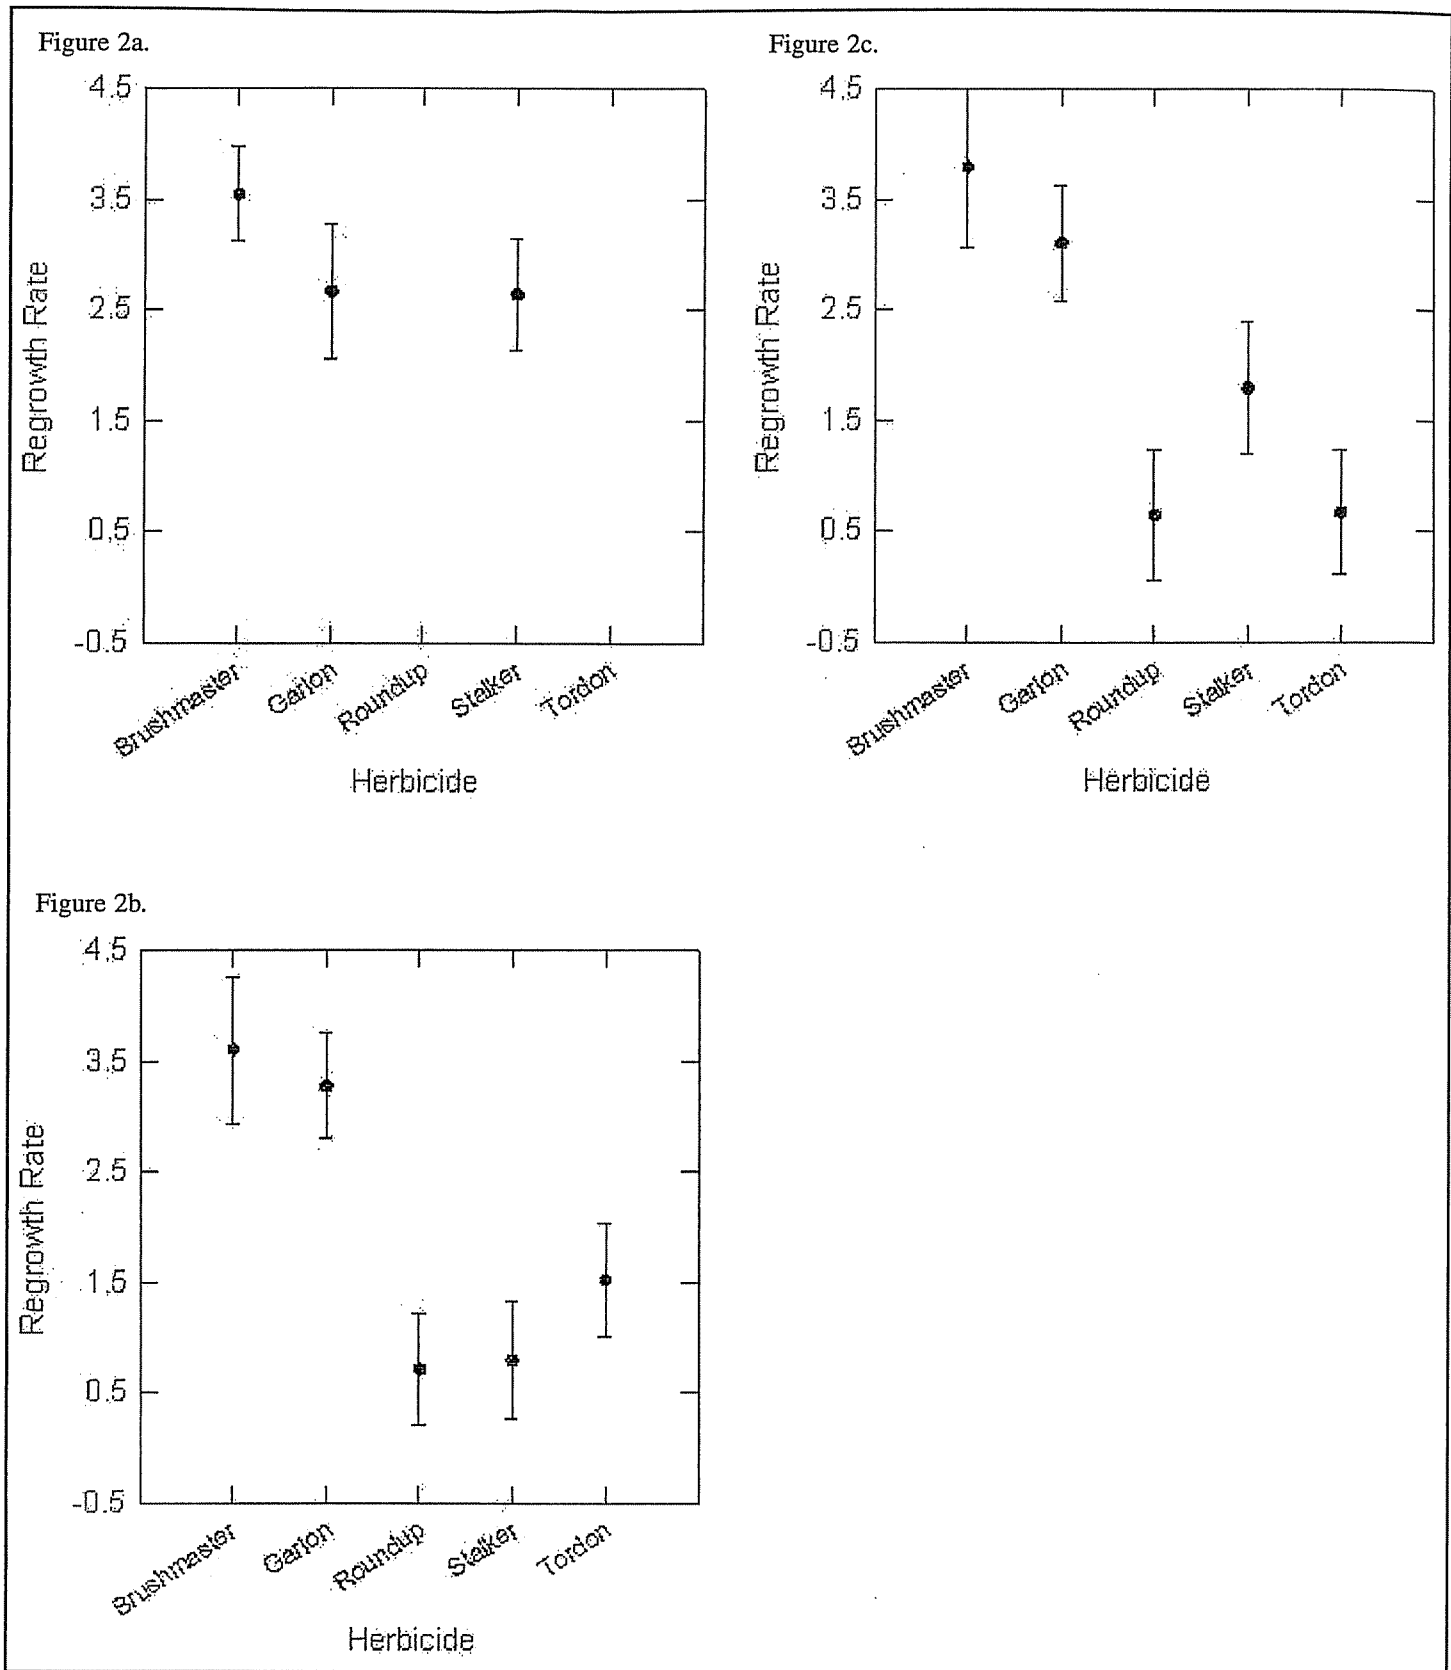 Figure 2a.
4.5
3.5
2.5
1.5
0.5
-0.5
Regrowth Rate
Brushmaster
Garlon
Roundup
Stalker
Tordon
Herbicide
Figure 2c.
4.5
3.5
2.5
1.5
0.5
-0.5
Regrowth Rate
Brushmaster
Garlon
Roundup
Stalker
Tordon
Herbicide
Figure 2b.
4.5
3.5
2.5
1.5
0.5
-0.5
Regrowth Rate
Brushmaster
Garlon
Roundup
Stalker
Tordon
Herbicide